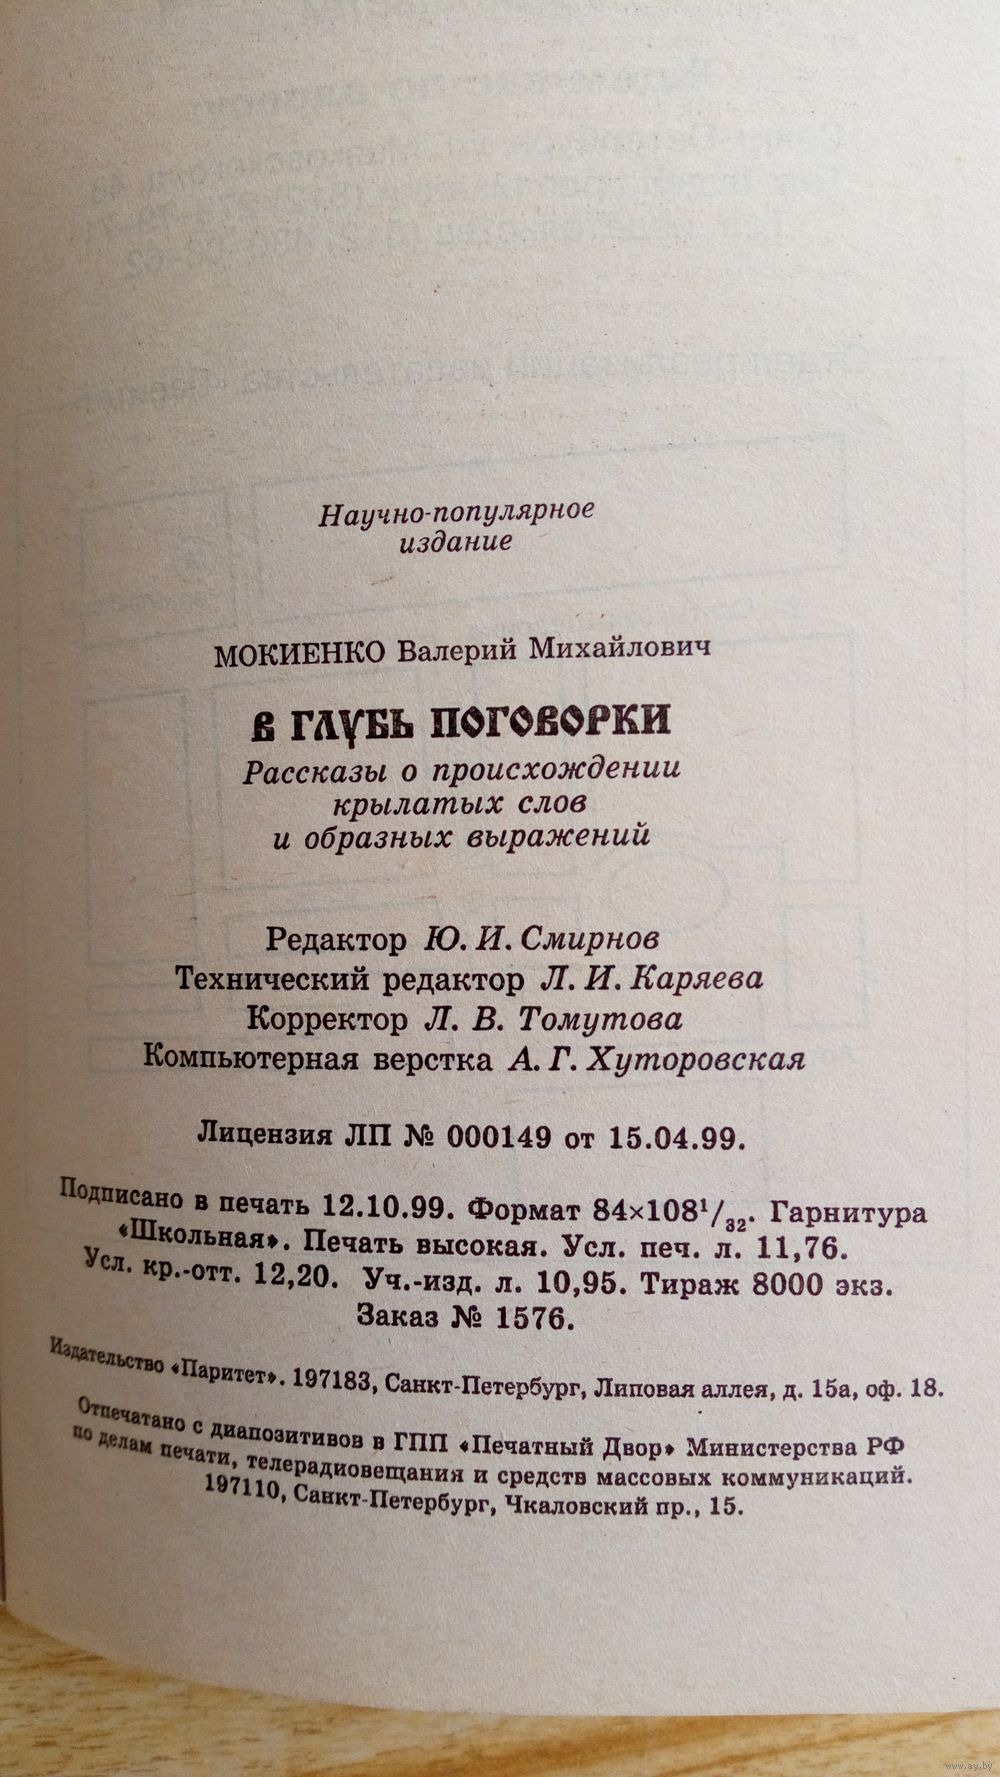 Научно-популярное
издание
МОКИЕНКО Валерий Михайлович
В ГЛУБЬ ПОГОВОРКИ
Рассказы о происхождении
крылатых слов
и образных выражений
Редактор Ю. И. Смирнов
Технический редактор Л. И. Каряева
Корректор Л. В. Томутова
Компьютерная верстка А. Г. Хуторовская
Лицензия ЛП № 000149 от 15.04.99.
Подписано в печать 12.10.99. Формат 84×108¹/₃₂. Гарнитура
«Школьная». Печать высокая. Усл. печ. л. 11,76.
Усл. кр.-отт. 12,20. Уч.-изд. л. 10,95. Тираж 8000 экз.
Заказ № 1576.
Издательство «Паритет». 197183, Санкт-Петербург, Липовая аллея, д. 15а, оф. 18.
Отпечатано с диапозитивов в ГПП «Печатный Двор» Министерства РФ
по делам печати, телерадиовещания и средств массовых коммуникаций.
197110, Санкт-Петербург, Чкаловский пр., 15.
www.ay.by